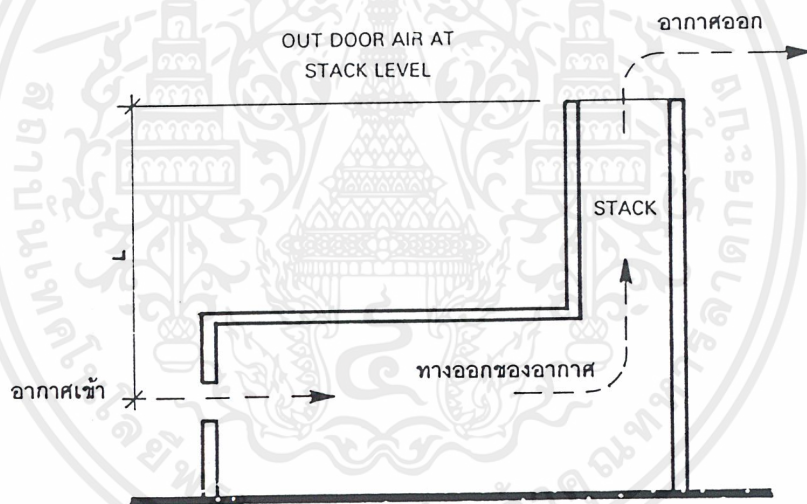 อากาศออก
OUT DOOR AIR AT
STACK LEVEL
STACK
L
ทางออกของอากาศ
อากาศเข้า